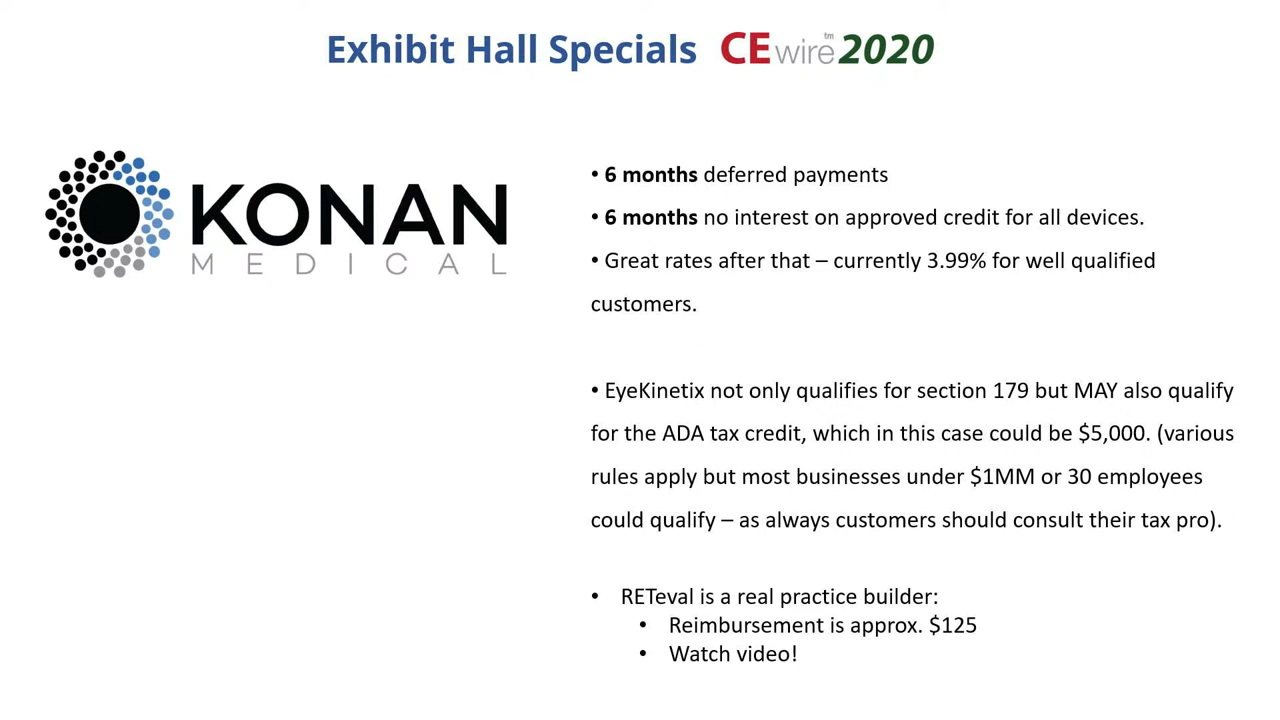 Exhibit Hall Specials CEwire™2020
KONAN
MEDICAL
• 6 months deferred payments
• 6 months no interest on approved credit for all devices.
• Great rates after that – currently 3.99% for well qualified
customers.
• EyeKinetix not only qualifies for section 179 but MAY also qualify
for the ADA tax credit, which in this case could be $5,000. (various
rules apply but most businesses under $1MM or 30 employees
could qualify – as always customers should consult their tax pro).
• RETeval is a real practice builder:
• Reimbursement is approx. $125
• Watch video!